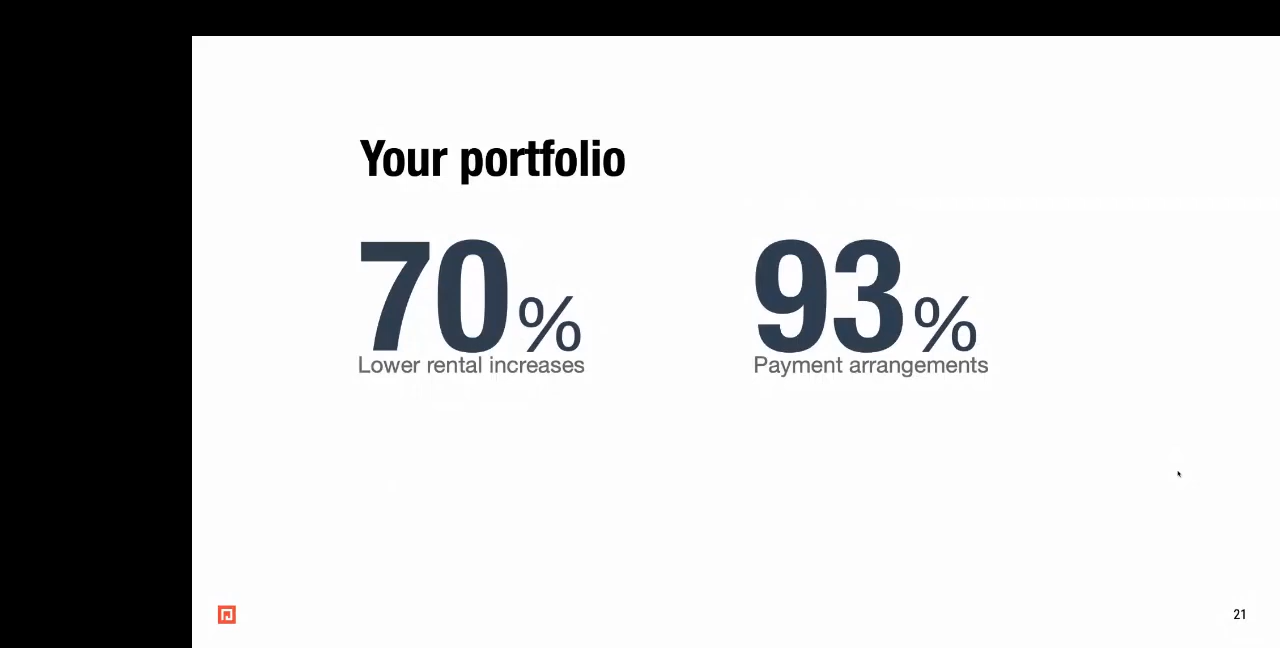 Your portfolio
70%
Lower rental increases
93%
Payment arrangements
21